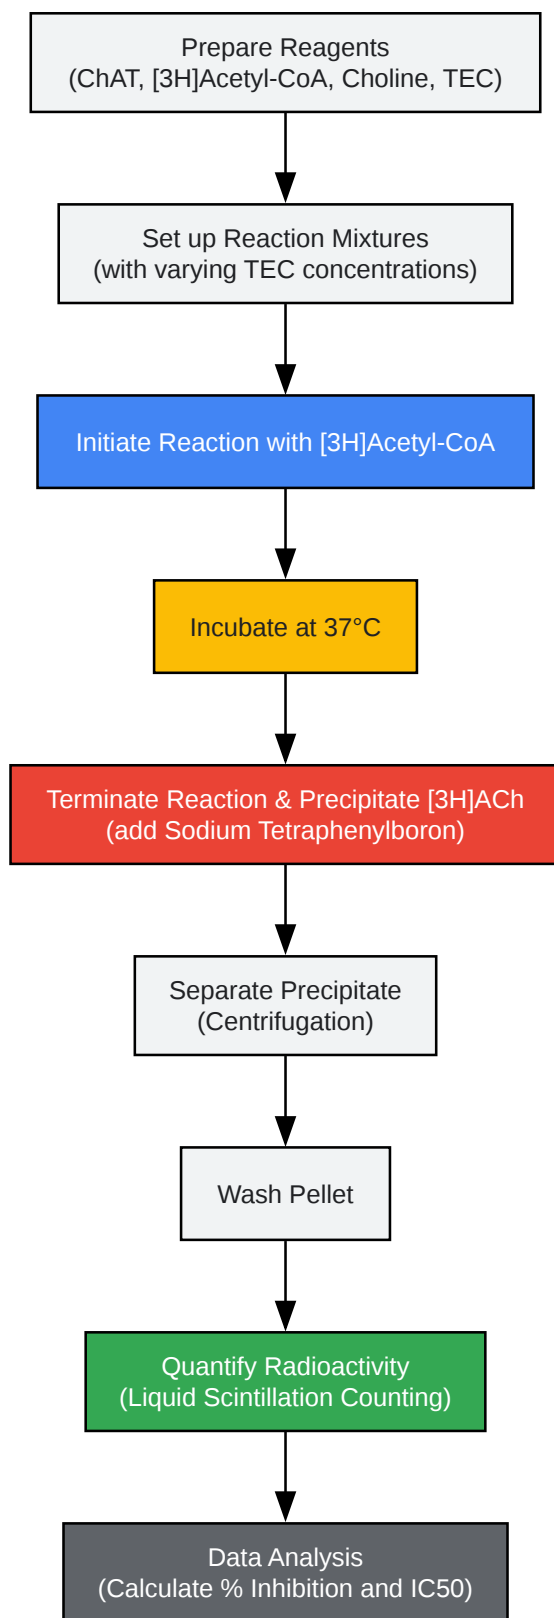 Prepare Reagents
(ChAT, [3H]Acetyl-CoA, Choline, TEC)
Set up Reaction Mixtures
(with varying TEC concentrations)
Initiate Reaction with [3H]Acetyl-CoA
Incubate at 37°C
Terminate Reaction & Precipitate [3H]ACh
(add Sodium Tetraphenylboron)
Separate Precipitate
(Centrifugation)
Wash Pellet
Quantify Radioactivity
(Liquid Scintillation Counting)
Data Analysis
(Calculate % Inhibition and IC50)